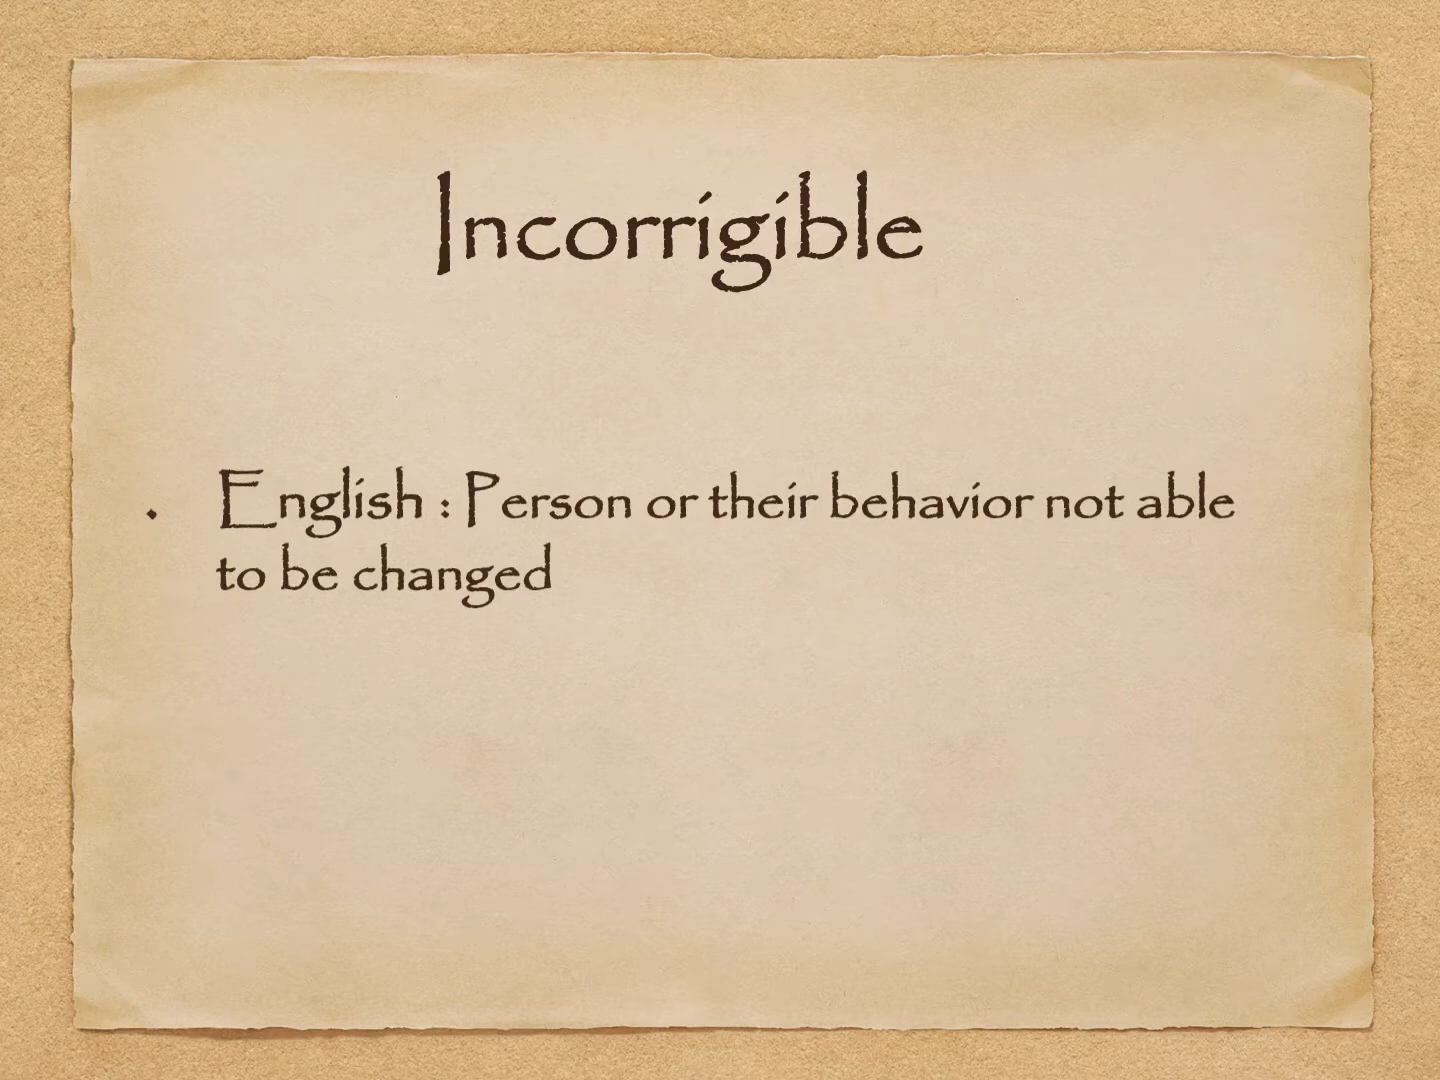 Incorrigible
• English : Person or their behavior not able
to be changed